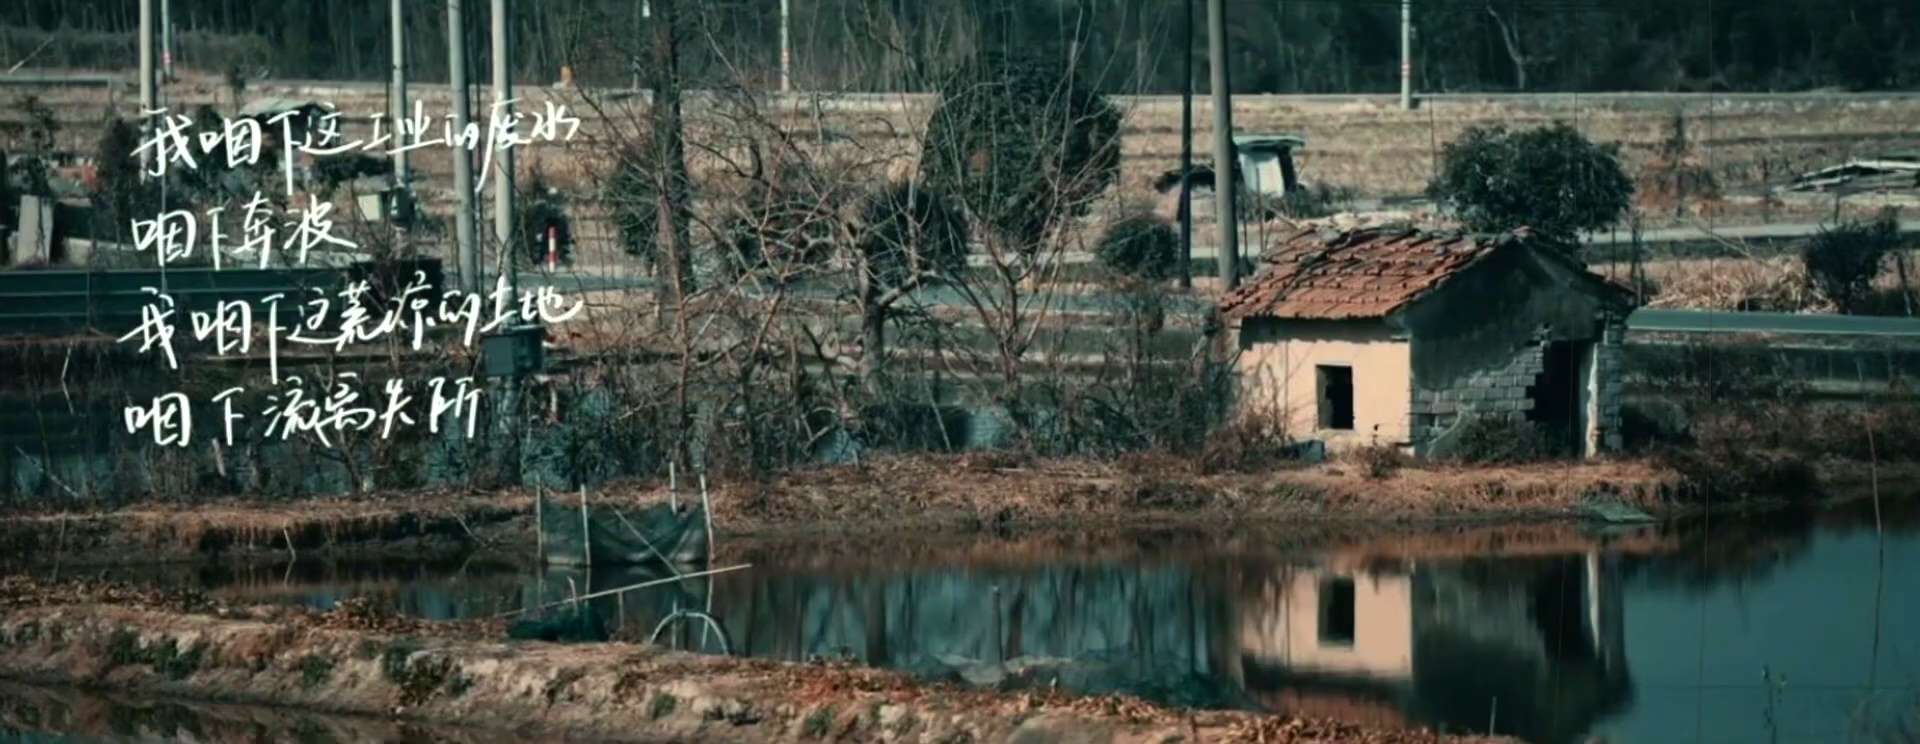 我咽下这工业的废水
咽下奔波
我咽下这荒凉的土地
咽下流离失所